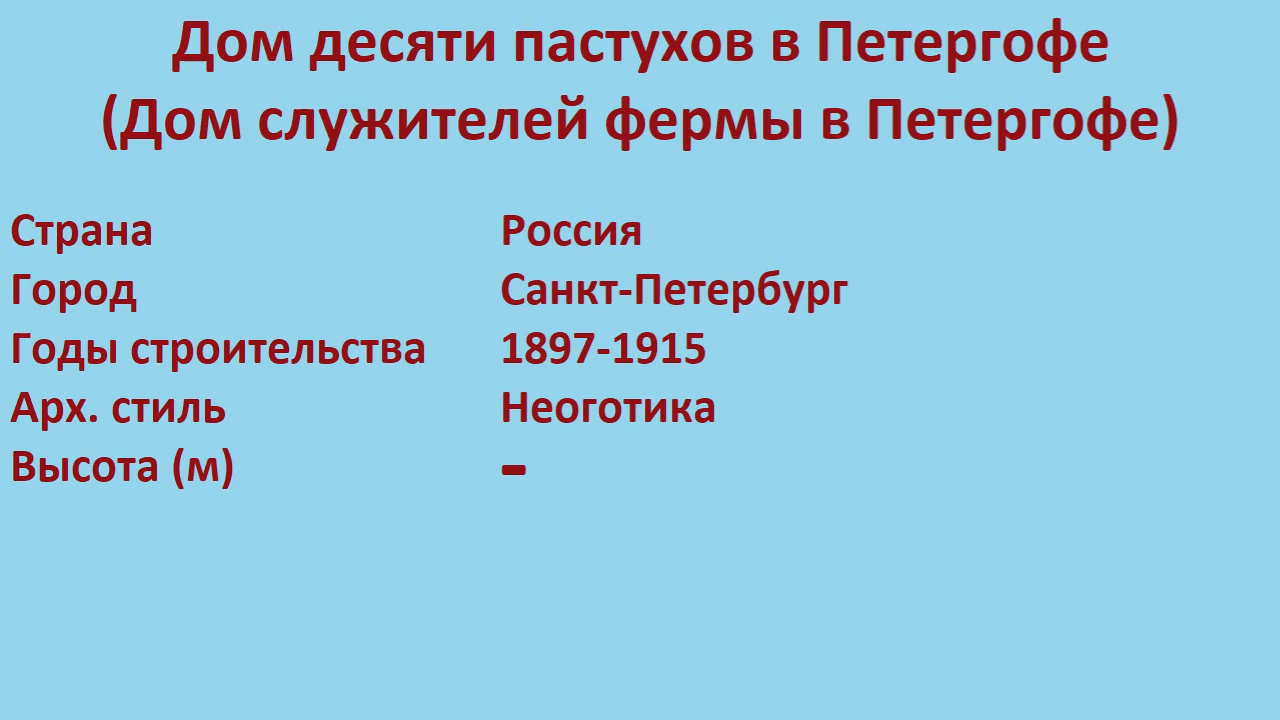 Дом десяти пастухов в Петергофе
(Дом служителей фермы в Петергофе)
Страна Россия
Город Санкт-Петербург
Годы строительства 1897-1915
Арх. стиль Неоготика
Высота (м) -